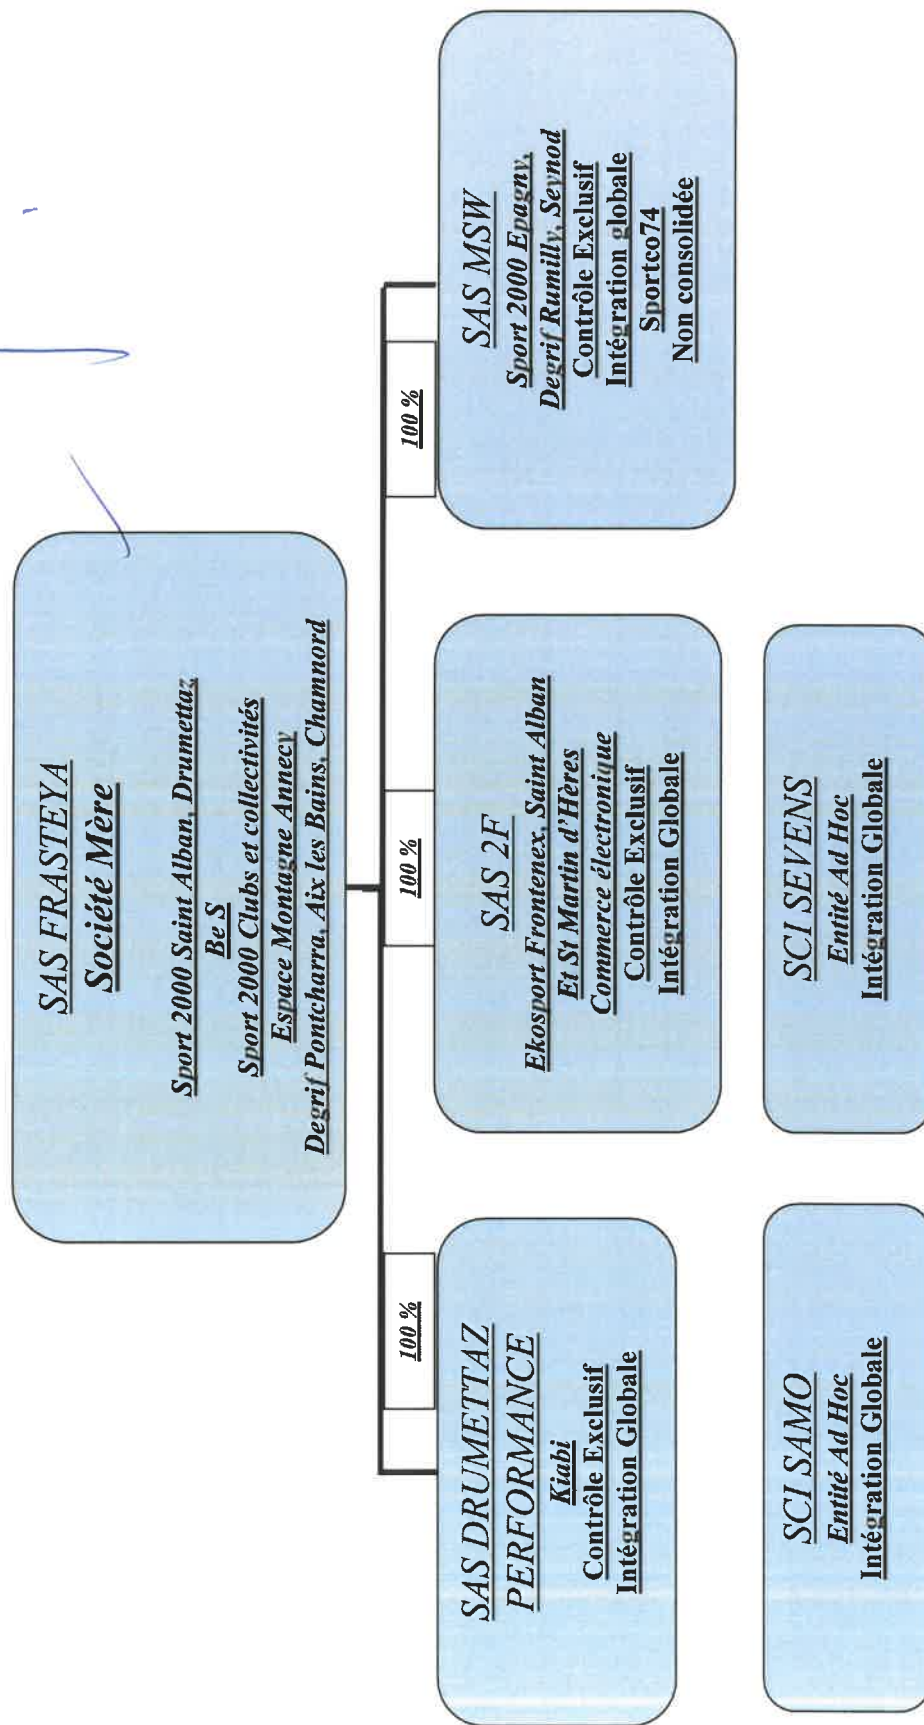 SAS FRASTEYA
Société Mère
Sport 2000 Saint Alban, Drumettaz
Be S
Sport 2000 Clubs et collectivités
Espace Montagne Annecy
Degrif Pontcharra, Aix les Bains, Chamnord
100 %
100 %
100 %
SAS DRUMETTAZ
PERFORMANCE
Kiabi
Contrôle Exclusif
Intégration Globale
SAS 2F
Ekosport Frontenex, Saint Alban
Et St Martin d'Hères
Commerce électronique
Contrôle Exclusif
Intégration Globale
SAS MSW
Sport 2000 Epagny,
Degrif Rumilly, Seynod
Contrôle Exclusif
Intégration globale
Sportco74
Non consolidée
SCI SAMO
Entité Ad Hoc
Intégration Globale
SCI SEVENS
Entité Ad Hoc
Intégration Globale